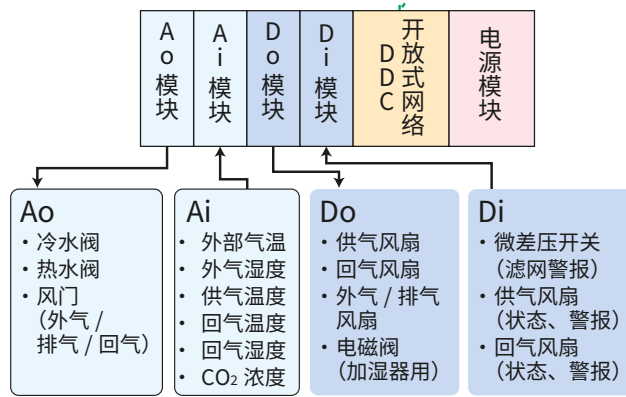 Ao模块
Ai模块
Do模块
Di模块
开放式网络
DDC
电源模块
Ao
・冷水阀
・热水阀
・风门
（外气 /
排气 / 回气）
Ai
・ 外部气温
・ 外气湿度
・ 供气温度
・ 回气温度
・ 回气湿度
・ CO₂ 浓度
Do
・供气风扇
・回气风扇
・外气 / 排气
风扇
・电磁阀
（加湿器用）
Di
・微差压开关
（滤网警报）
・供气风扇
（状态、警报）
・回气风扇
（状态、警报）